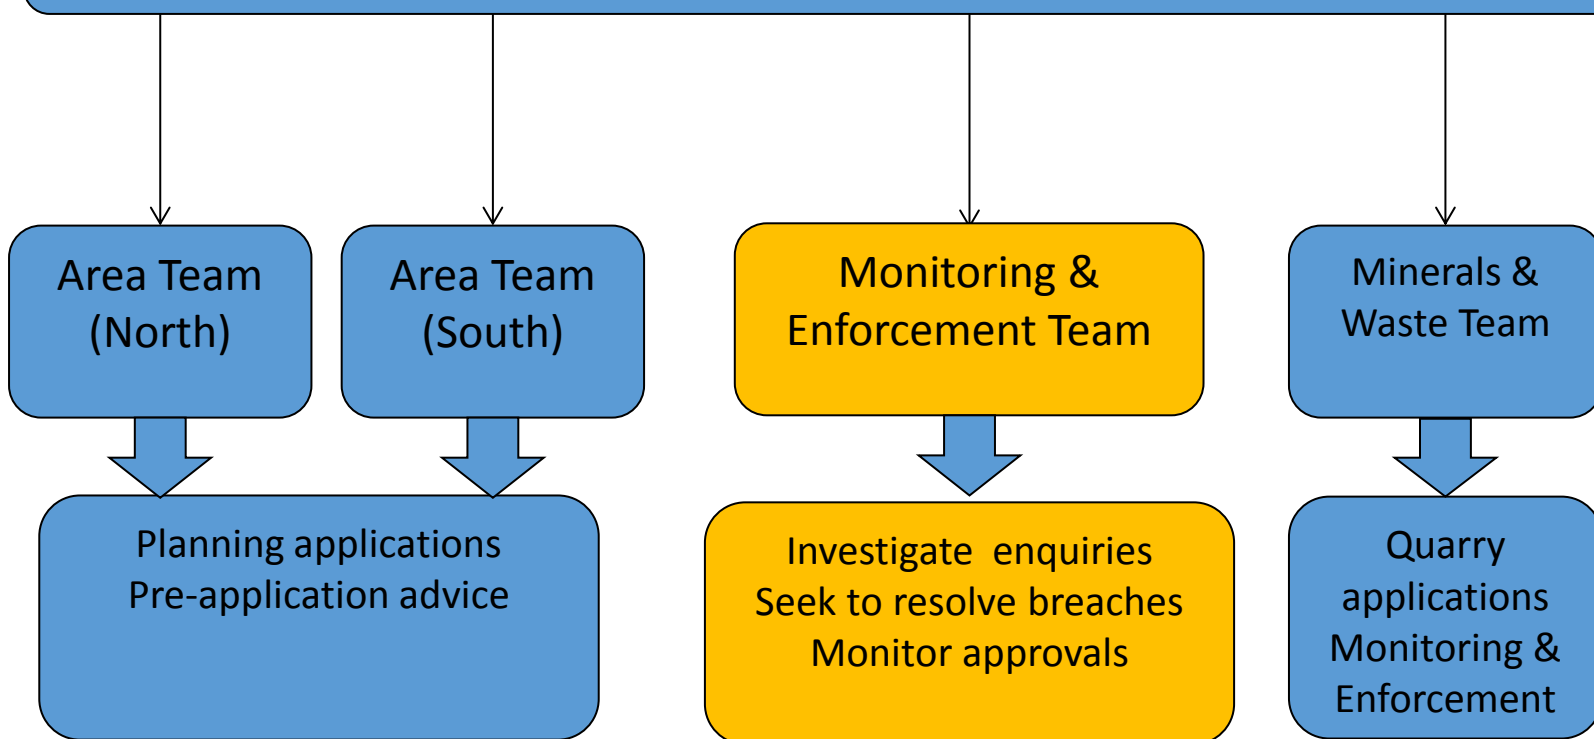 Area Team
(North)
Area Team
(South)
Monitoring &
Enforcement Team
Minerals &
Waste Team
Planning applications
Pre-application advice
Investigate  enquiries
Seek to resolve breaches
Monitor approvals
Quarry
applications
Monitoring &
Enforcement